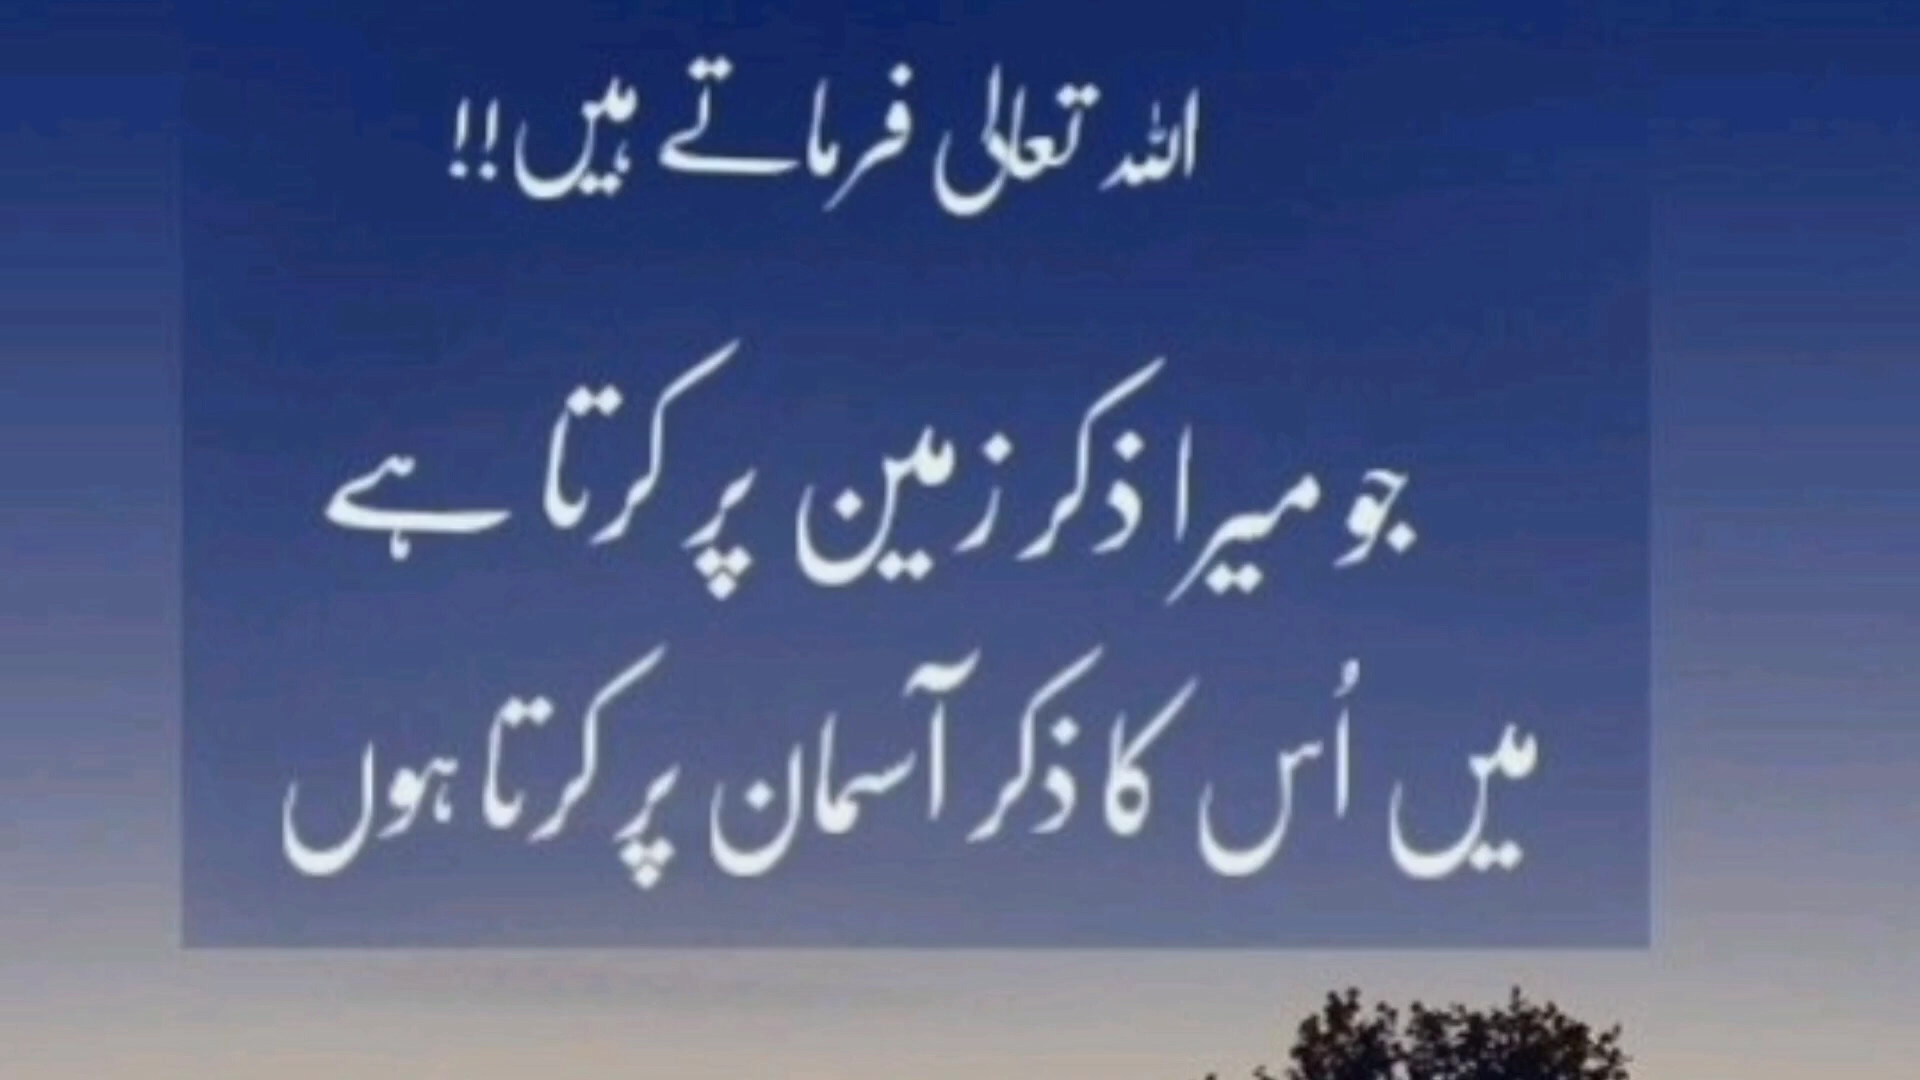 اللہ تعالی فرماتے ہیں!!
جو میرا ذکر زمین پر کرتا ہے
میں اُس کا ذکر آسمان پر کرتا ہوں